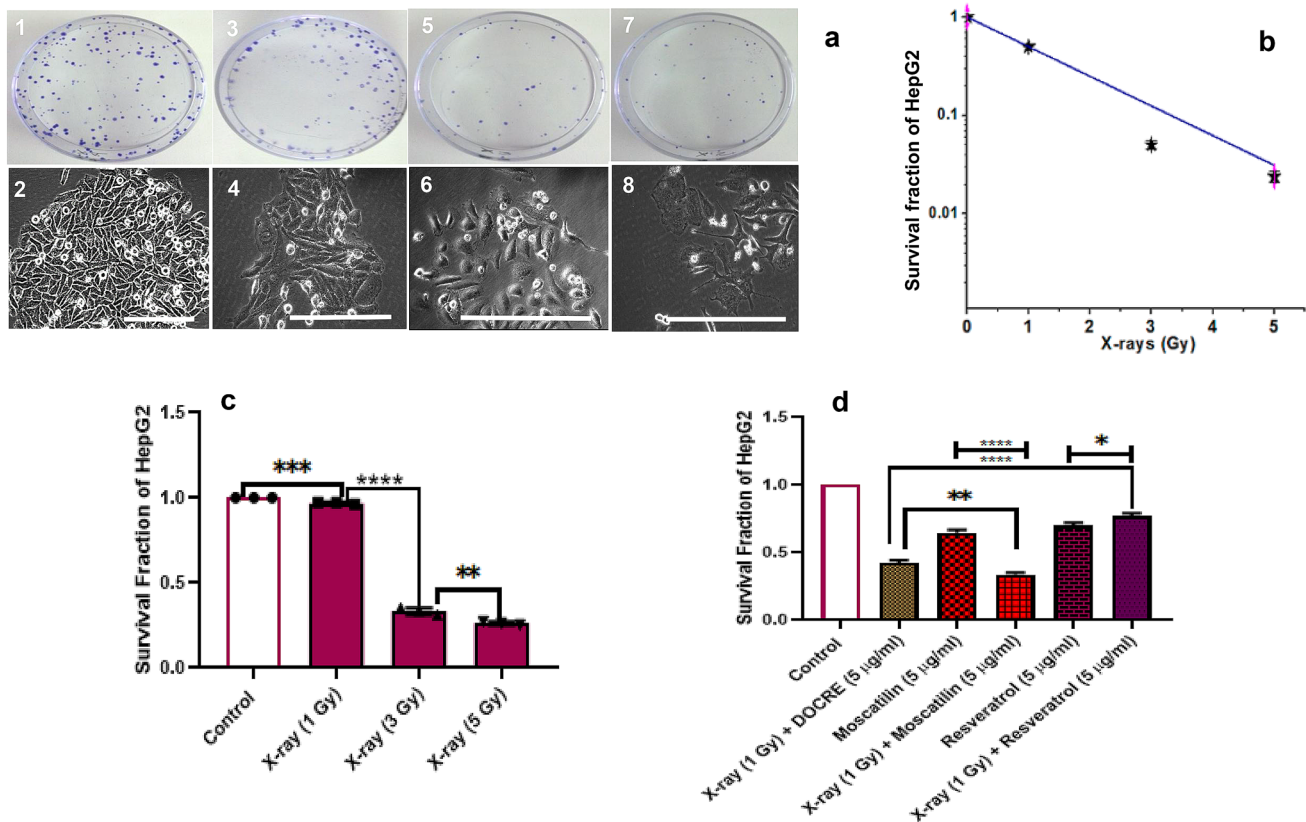 1
3
5
7
2
4
6
8
a
b
Survival fraction of HepG2
1
0.1
0.01
0
1
2
3
4
5
X-rays (Gy)
c
Survival Fraction of HepG2
1.5
1.0
0.5
0.0
***
****
**
Control
X-ray (1 Gy)
X-ray (3 Gy)
X-ray (5 Gy)
d
Survival Fraction of HepG2
1.5
1.0
0.5
0.0
****
****
*
**
Control
X-ray (1 Gy) + DOCRE (5 µg/ml)
Moscatilin (5 µg/ml)
X-ray (1 Gy) + Moscatilin (5 µg/ml)
Resveratrol (5 µg/ml)
X-ray (1 Gy) + Resveratrol (5 µg/ml)